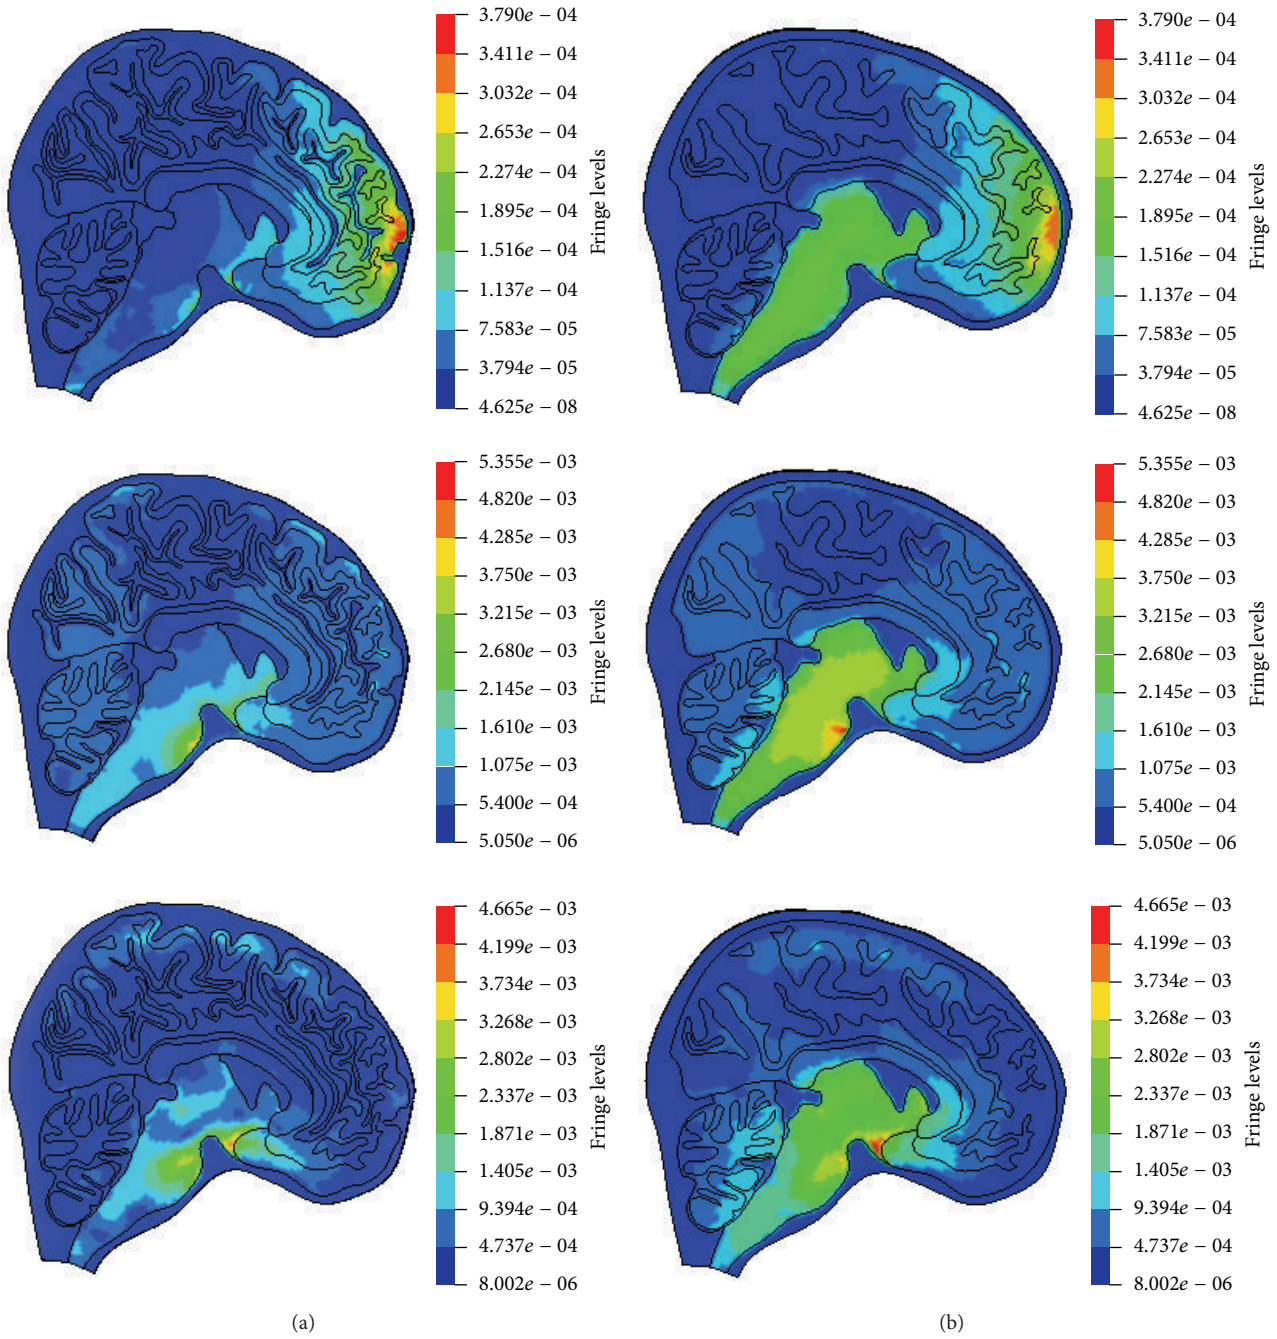 3.790e − 04
3.411e − 04
3.032e − 04
2.653e − 04
2.274e − 04
1.895e − 04
1.516e − 04
1.137e − 04
7.583e − 05
3.794e − 05
4.625e − 08
Fringe levels
3.790e − 04
3.411e − 04
3.032e − 04
2.653e − 04
2.274e − 04
1.895e − 04
1.516e − 04
1.137e − 04
7.583e − 05
3.794e − 05
4.625e − 08
Fringe levels
5.355e − 03
4.820e − 03
4.285e − 03
3.750e − 03
3.215e − 03
2.680e − 03
2.145e − 03
1.610e − 03
1.075e − 03
5.400e − 04
5.050e − 06
Fringe levels
5.355e − 03
4.820e − 03
4.285e − 03
3.750e − 03
3.215e − 03
2.680e − 03
2.145e − 03
1.610e − 03
1.075e − 03
5.400e − 04
5.050e − 06
Fringe levels
4.665e − 03
4.199e − 03
3.734e − 03
3.268e − 03
2.802e − 03
2.337e − 03
1.871e − 03
1.405e − 03
9.394e − 04
4.737e − 04
8.002e − 06
Fringe levels
4.665e − 03
4.199e − 03
3.734e − 03
3.268e − 03
2.802e − 03
2.337e − 03
1.871e − 03
1.405e − 03
9.394e − 04
4.737e − 04
8.002e − 06
Fringe levels
(a)
(b)